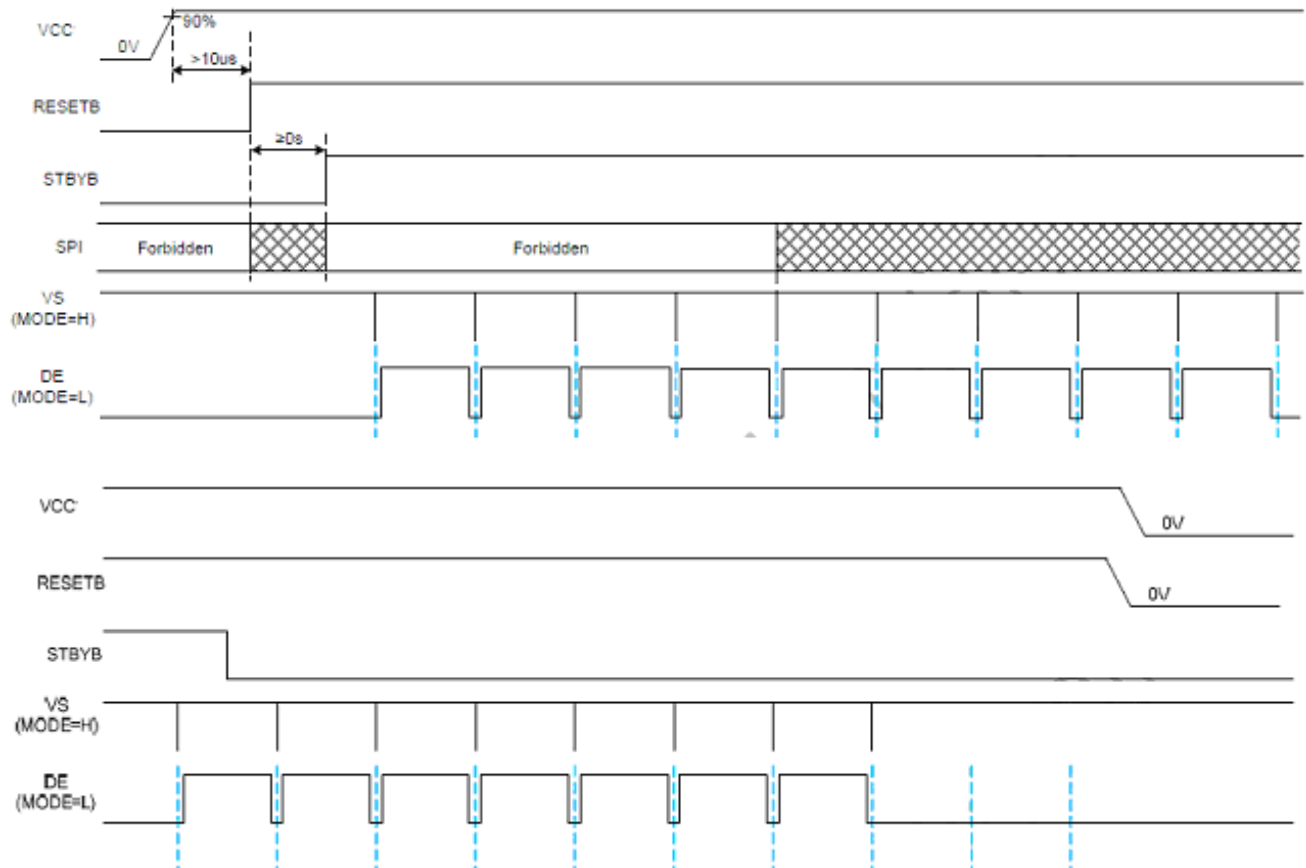 VCC
0V
90%
>10us
RESETB
≥0s
STBYB
SPI
Forbidden
Forbidden
VS
(MODE=H)
DE
(MODE=L)
VCC
0V
RESETB
0V
STBYB
VS
(MODE=H)
DE
(MODE=L)